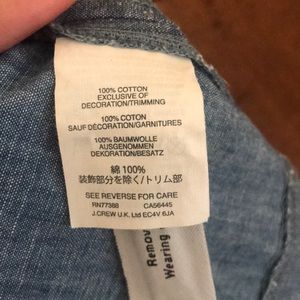 100% COTTON
EXCLUSIVE OF
DECORATION/TRIMMING
100% COTON
SAUF DÉCORATION/GARNITURES
100% BAUMWOLLE
AUSGENOMMEN
DEKORATION/BESATZ
綿 100%
装飾部分を除く/トリム部
SEE REVERSE FOR CARE
RN77388 CA56445
J.CREW U.K. Ltd EC4V 6JA
Remov
Wearing